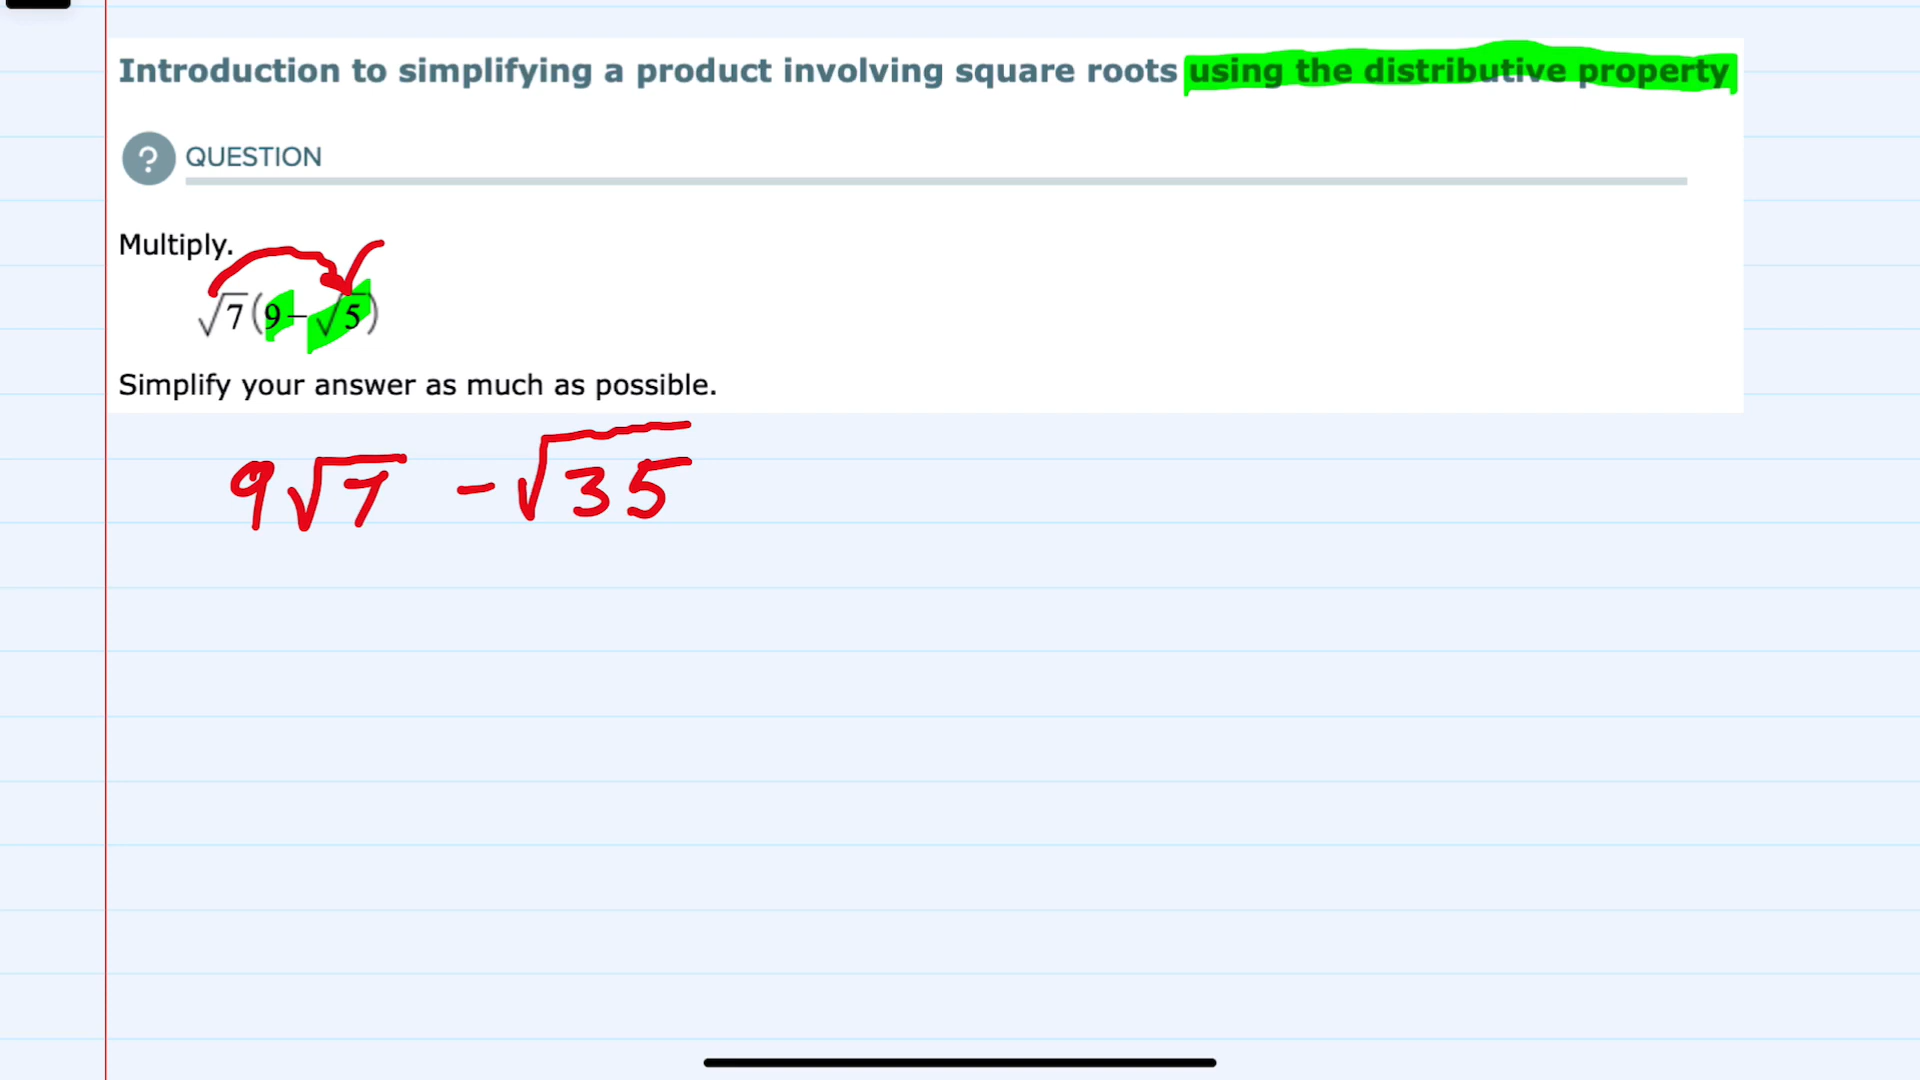 Introduction to simplifying a product involving square roots using the distributive property
? QUESTION
Multiply.
√7(9−√5)
Simplify your answer as much as possible.
9√7 -√35